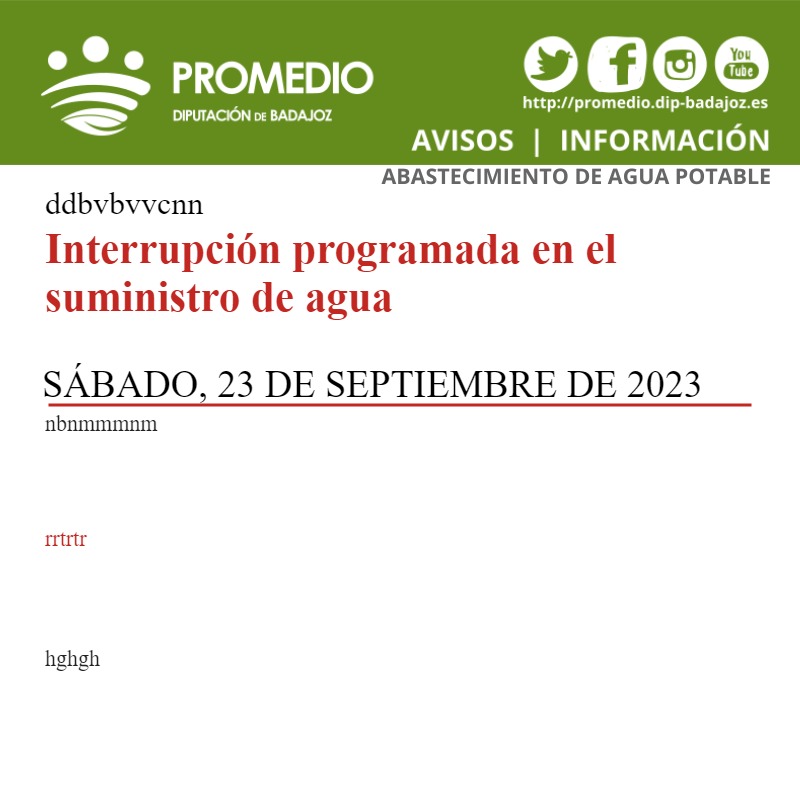 PROMEDIO
DIPUTACIÓN DE BADAJOZ
You
Tube
http://promedio.dip-badajoz.es
AVISOS | INFORMACIÓN
ABASTECIMIENTO DE AGUA POTABLE
ddbvbvvcnn
Interrupción programada en el
suministro de agua
SÁBADO, 23 DE SEPTIEMBRE DE 2023
nbnmmmnm
rrtrtr
hghgh